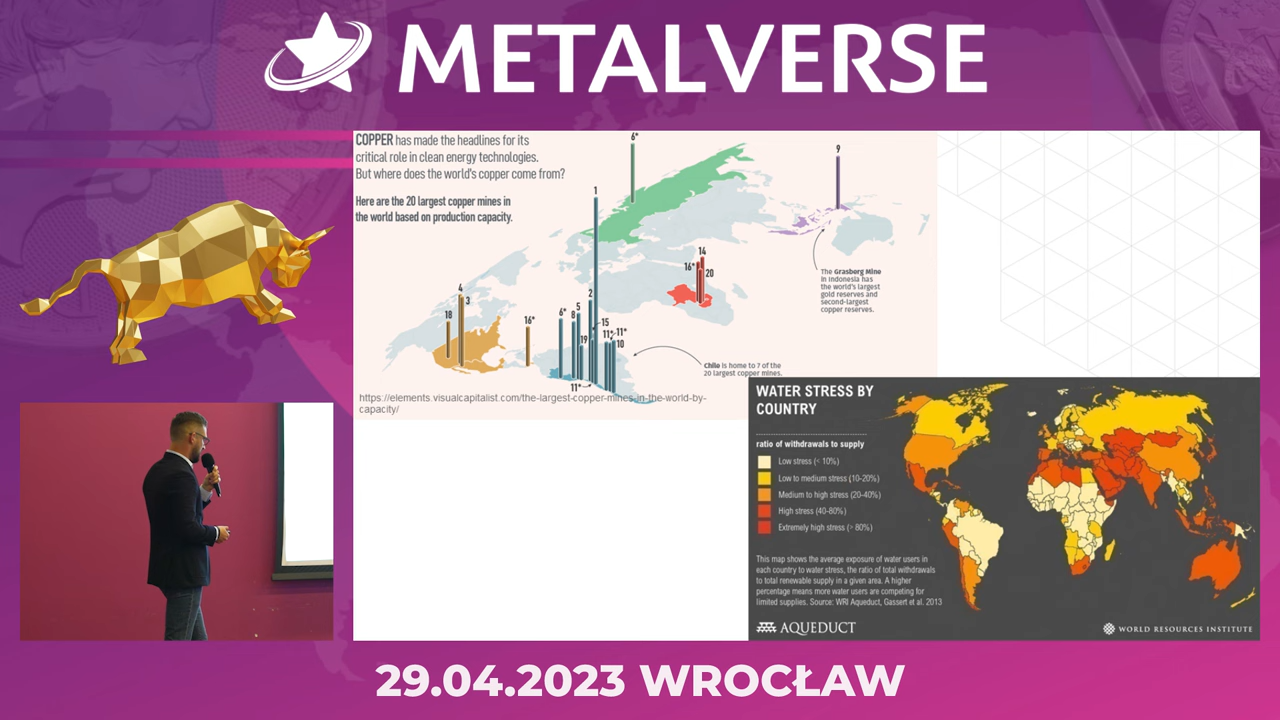 METALVERSE
COPPER has made the headlines for its
critical role in clean energy technologies.
But where does the world's copper come from?
Here are the 20 largest copper mines in
the world based on production capacity.
6*
9
1
14
16*
20
The Grasberg Mine
in Indonesia has
the world's largest
gold reserves and
second-largest
copper reserves.
4
3
18
16*
6*
8
5
2
15
19
11*
11*
10
11*
Chile is home to 7 of the
20 largest copper mines.
https://elements.visualcapitalist.com/the-largest-copper-mines-in-the-world-by-
capacity/
WATER STRESS BY
COUNTRY
ratio of withdrawals to supply
Low stress (< 10%)
Low to medium stress (10-20%)
Medium to high stress (20-40%)
High stress (40-80%)
Extremely high stress (> 80%)
This map shows the average exposure of water users in
each country to water stress, the ratio of total withdrawals
to total renewable supply in a given area. A higher
percentage means more water users are competing for
limited supplies. Source: WRI Aqueduct, Gassert et al. 2013
AQUEDUCT
WORLD RESOURCES INSTITUTE
29.04.2023 WROCŁAW